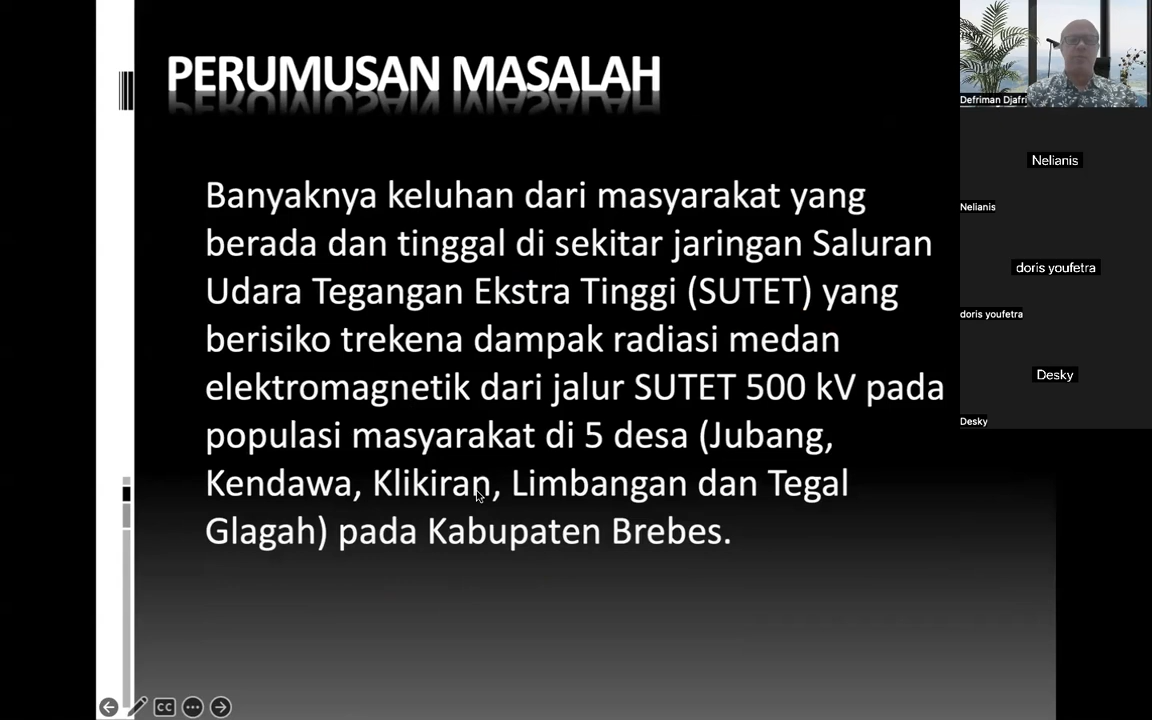 PERUMUSAN MASALAH
Banyaknya keluhan dari masyarakat yang
berada dan tinggal di sekitar jaringan Saluran
Udara Tegangan Ekstra Tinggi (SUTET) yang
berisiko trekena dampak radiasi medan
elektromagnetik dari jalur SUTET 500 kV pada
populasi masyarakat di 5 desa (Jubang,
Kendawa, Klikiran, Limbangan dan Tegal
Glagah) pada Kabupaten Brebes.
Defriman Djafri
Nelianis
Nelianis
doris youfetra
doris youfetra
Desky
Desky
CC